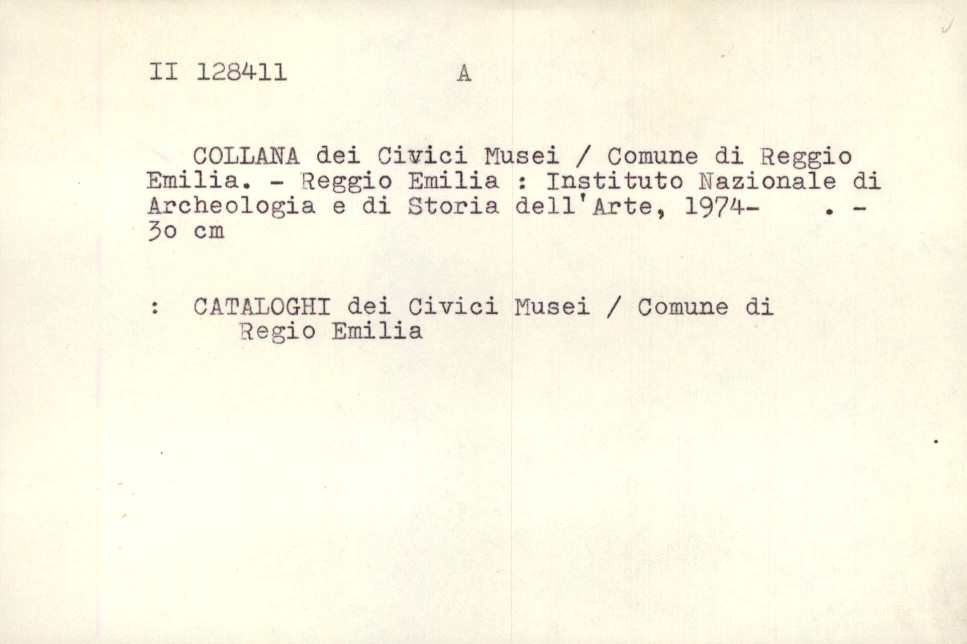 II 128411 A
COLLANA dei Civici Musei / Comune di Reggio
Emilia. - Reggio Emilia : Instituto Nazionale di
Archeologia e di Storia dell'Arte, 1974- . -
30 cm
: CATALOGHI dei Civici Musei / Comune di
Regio Emilia